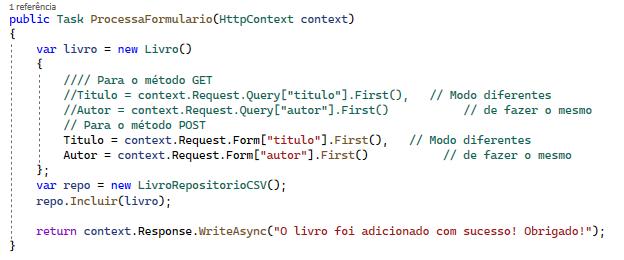 1 referência
public Task ProcessaFormulario(HttpContext context)
{
    var livro = new Livro()
    {
        //// Para o método GET
        //Titulo = context.Request.Query["titulo"].First(),   // Modo diferentes
        //Autor = context.Request.Query["autor"].First()           // de fazer o mesmo
        // Para o método POST
        Titulo = context.Request.Form["titulo"].First(),   // Modo diferentes
        Autor = context.Request.Form["autor"].First()           // de fazer o mesmo
    };
    var repo = new LivroRepositorioCSV();
    repo.Incluir(livro);

    return context.Response.WriteAsync("O livro foi adicionado com sucesso! Obrigado!");
}